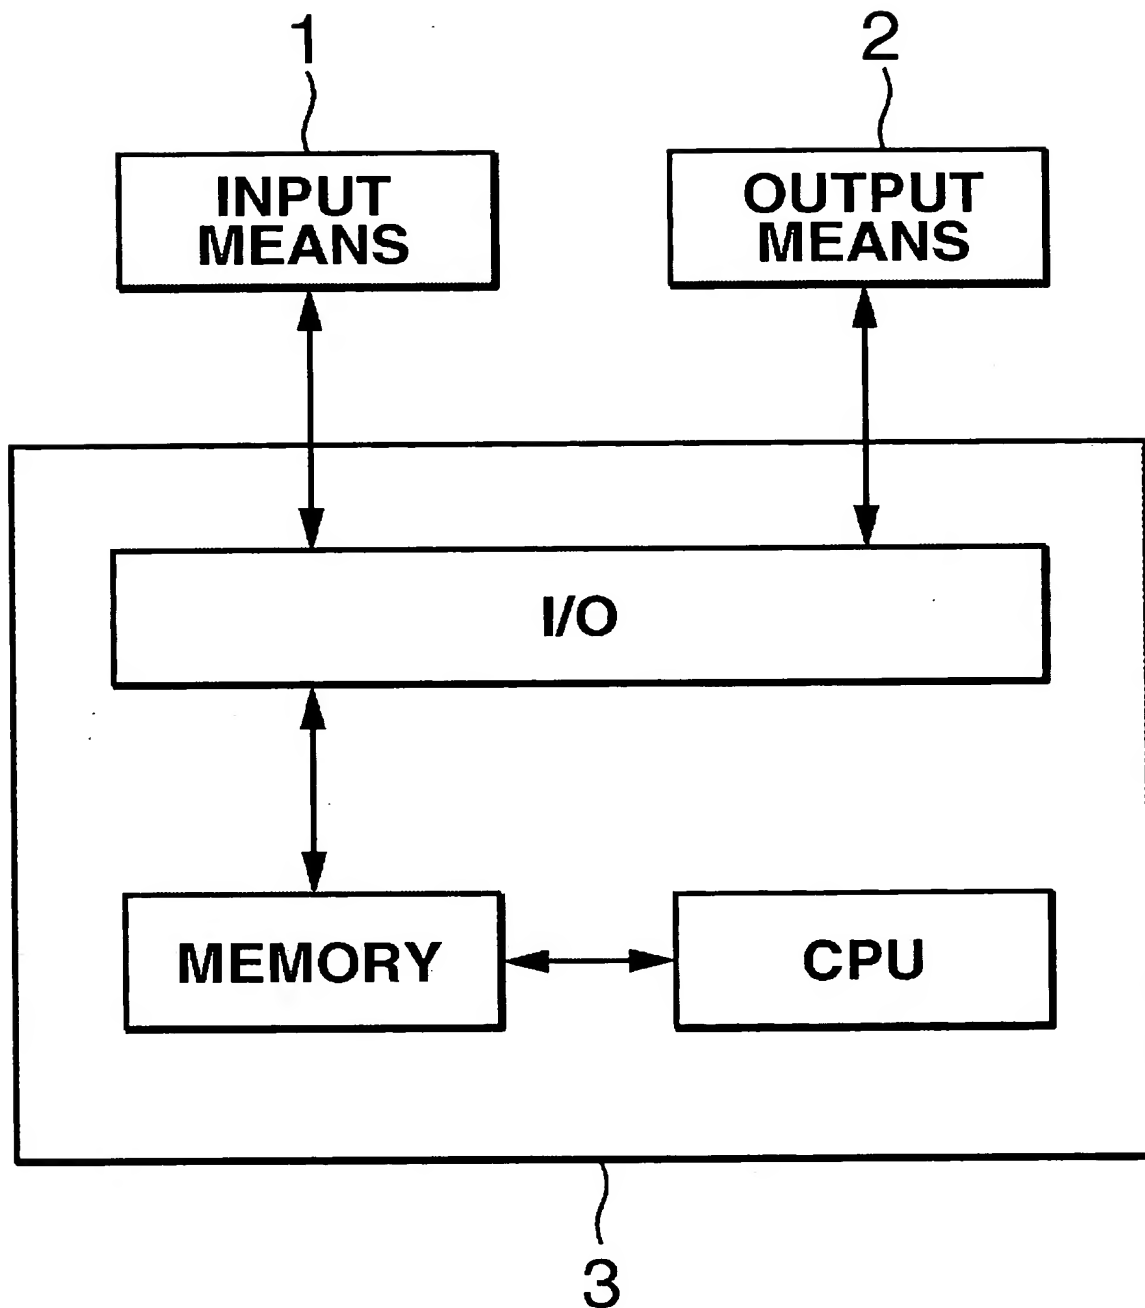 1
2
INPUT
MEANS
OUTPUT
MEANS
I/O
MEMORY
CPU
3